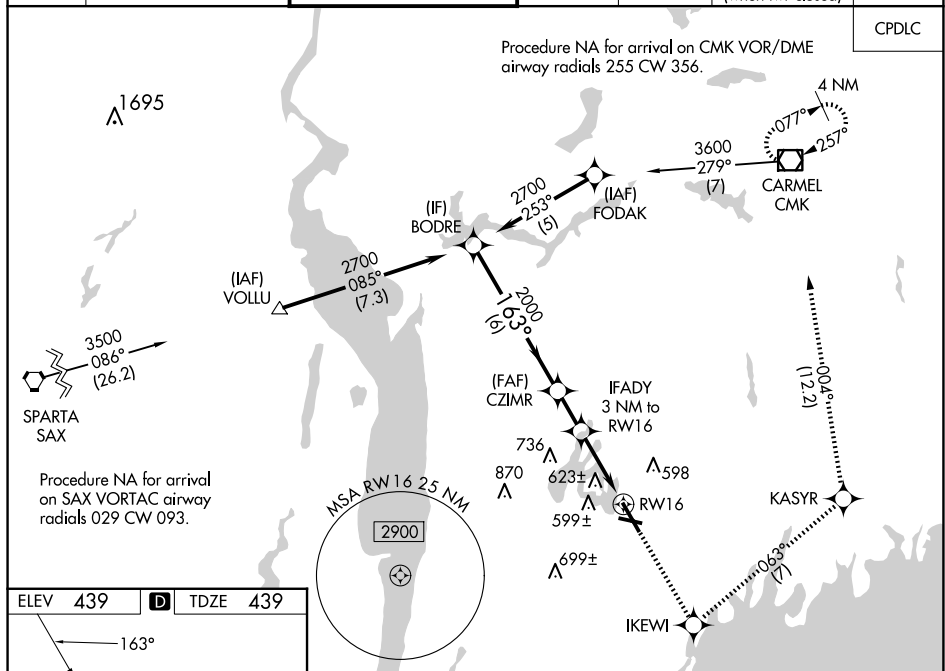 CPDLC
Procedure NA for arrival on CMK VOR/DME
airway radials 255 CW 356.
1695
4 NM
077°
257°
3600
279°
(7)
CARMEL
CMK
2700
253°
(5)
(IAF)
FODAK
(IF)
BODRE
2700
085°
(7.3)
(IAF)
VOLLU
2000
163°
(6)
3500
086°
(26.2)
SPARTA
SAX
(FAF)
CZIMR
IFADY
3 NM to
RW16
004°
(12.2)
736
870
623±
598
599±
RW16
KASYR
Procedure NA for arrival
on SAX VORTAC airway
radials 029 CW 093.
MSA RW 16 25 NM
2900
699±
063°
(7)
IKEWI
ELEV 439 D TDZE 439
163°